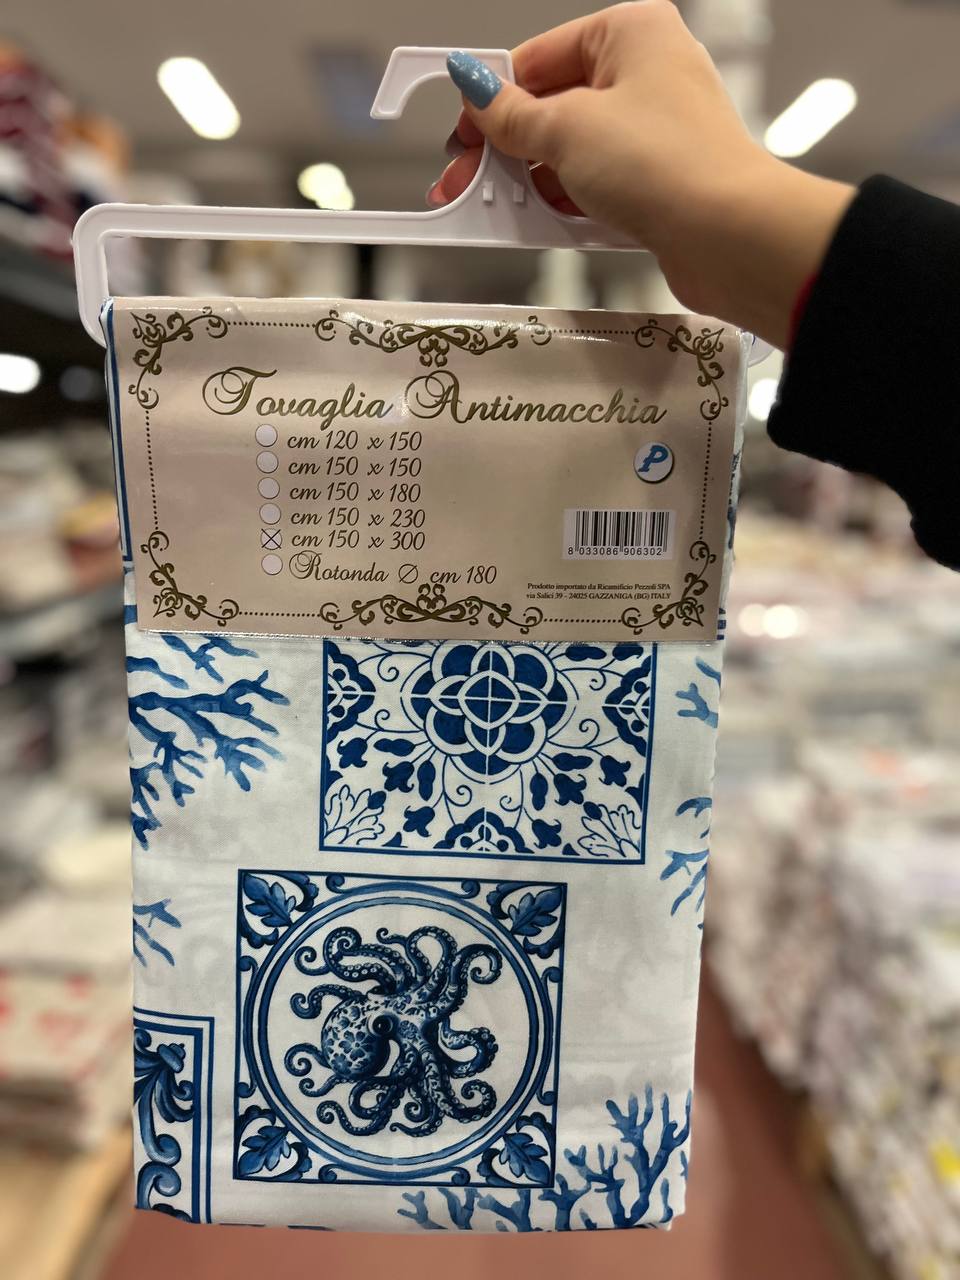 Tovaglia Antimacchia
cm 120 x 150
cm 150 x 150
cm 150 x 180
cm 150 x 230
cm 150 x 300
Rotonda Ø cm 180
P
8 033086 906302
Prodotto importato da Ricamificio Pezzoli SPA
via Salici 39 - 24025 GAZZANIGA (BG) ITALY